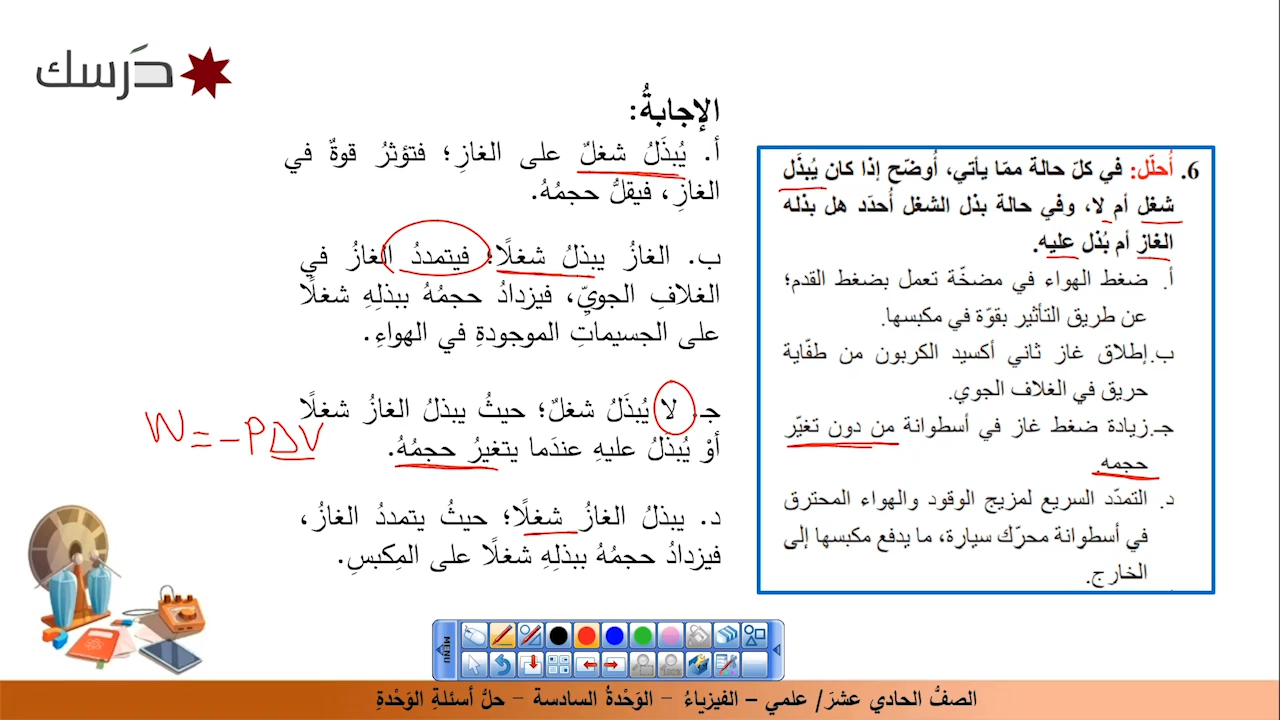 درسك
الإجابةُ:
أ. يُبذَلُ شغلٌ على الغازِ؛ فتؤثرُ قوةٌ في
الغازِ، فيقلُّ حجمُهُ.
ب. الغازُ يبذلُ شغلًا؛ فيتمددُ الغازُ في
الغلافِ الجويِّ، فيزدادُ حجمُهُ ببذلِهِ شغلًا
على الجسيماتِ الموجودةِ في الهواءِ.
جـ. لا يُبذَلُ شغلٌ؛ حيثُ يبذلُ الغازُ شغلًا
أوْ يُبذَلُ عليهِ عندَما يتغيرُ حجمُهُ.
W = -P∆V
د. يبذلُ الغازُ شغلًا؛ حيثُ يتمددُ الغازُ،
فيزدادُ حجمُهُ ببذلِهِ شغلًا على المِكبسِ.
6. أُحلّل: في كلّ حالة ممّا يأتي، أُوضّح إذا كان يُبذَل
شغل أم لا، وفي حالة بذل الشغل أُحدّد هل بذله
الغاز أم بُذل عليه.
أ. ضغط الهواء في مضخّة تعمل بضغط القدم؛
عن طريق التأثير بقوّة في مكبسها.
ب. إطلاق غاز ثاني أكسيد الكربون من طفّاية
حريق في الغلاف الجوي.
جـ. زيادة ضغط غاز في أسطوانة من دون تغيّر
حجمه.
د. التمدّد السريع لمزيج الوقود والهواء المحترق
في أسطوانة محرّك سيارة، ما يدفع مكبسها إلى
الخارج.
MENU
الصفُّ الحادي عشرَ/ علمي – الفيزياءُ – الوَحْدةُ السادسة – حلُّ أسئلةِ الوَحْدةِ